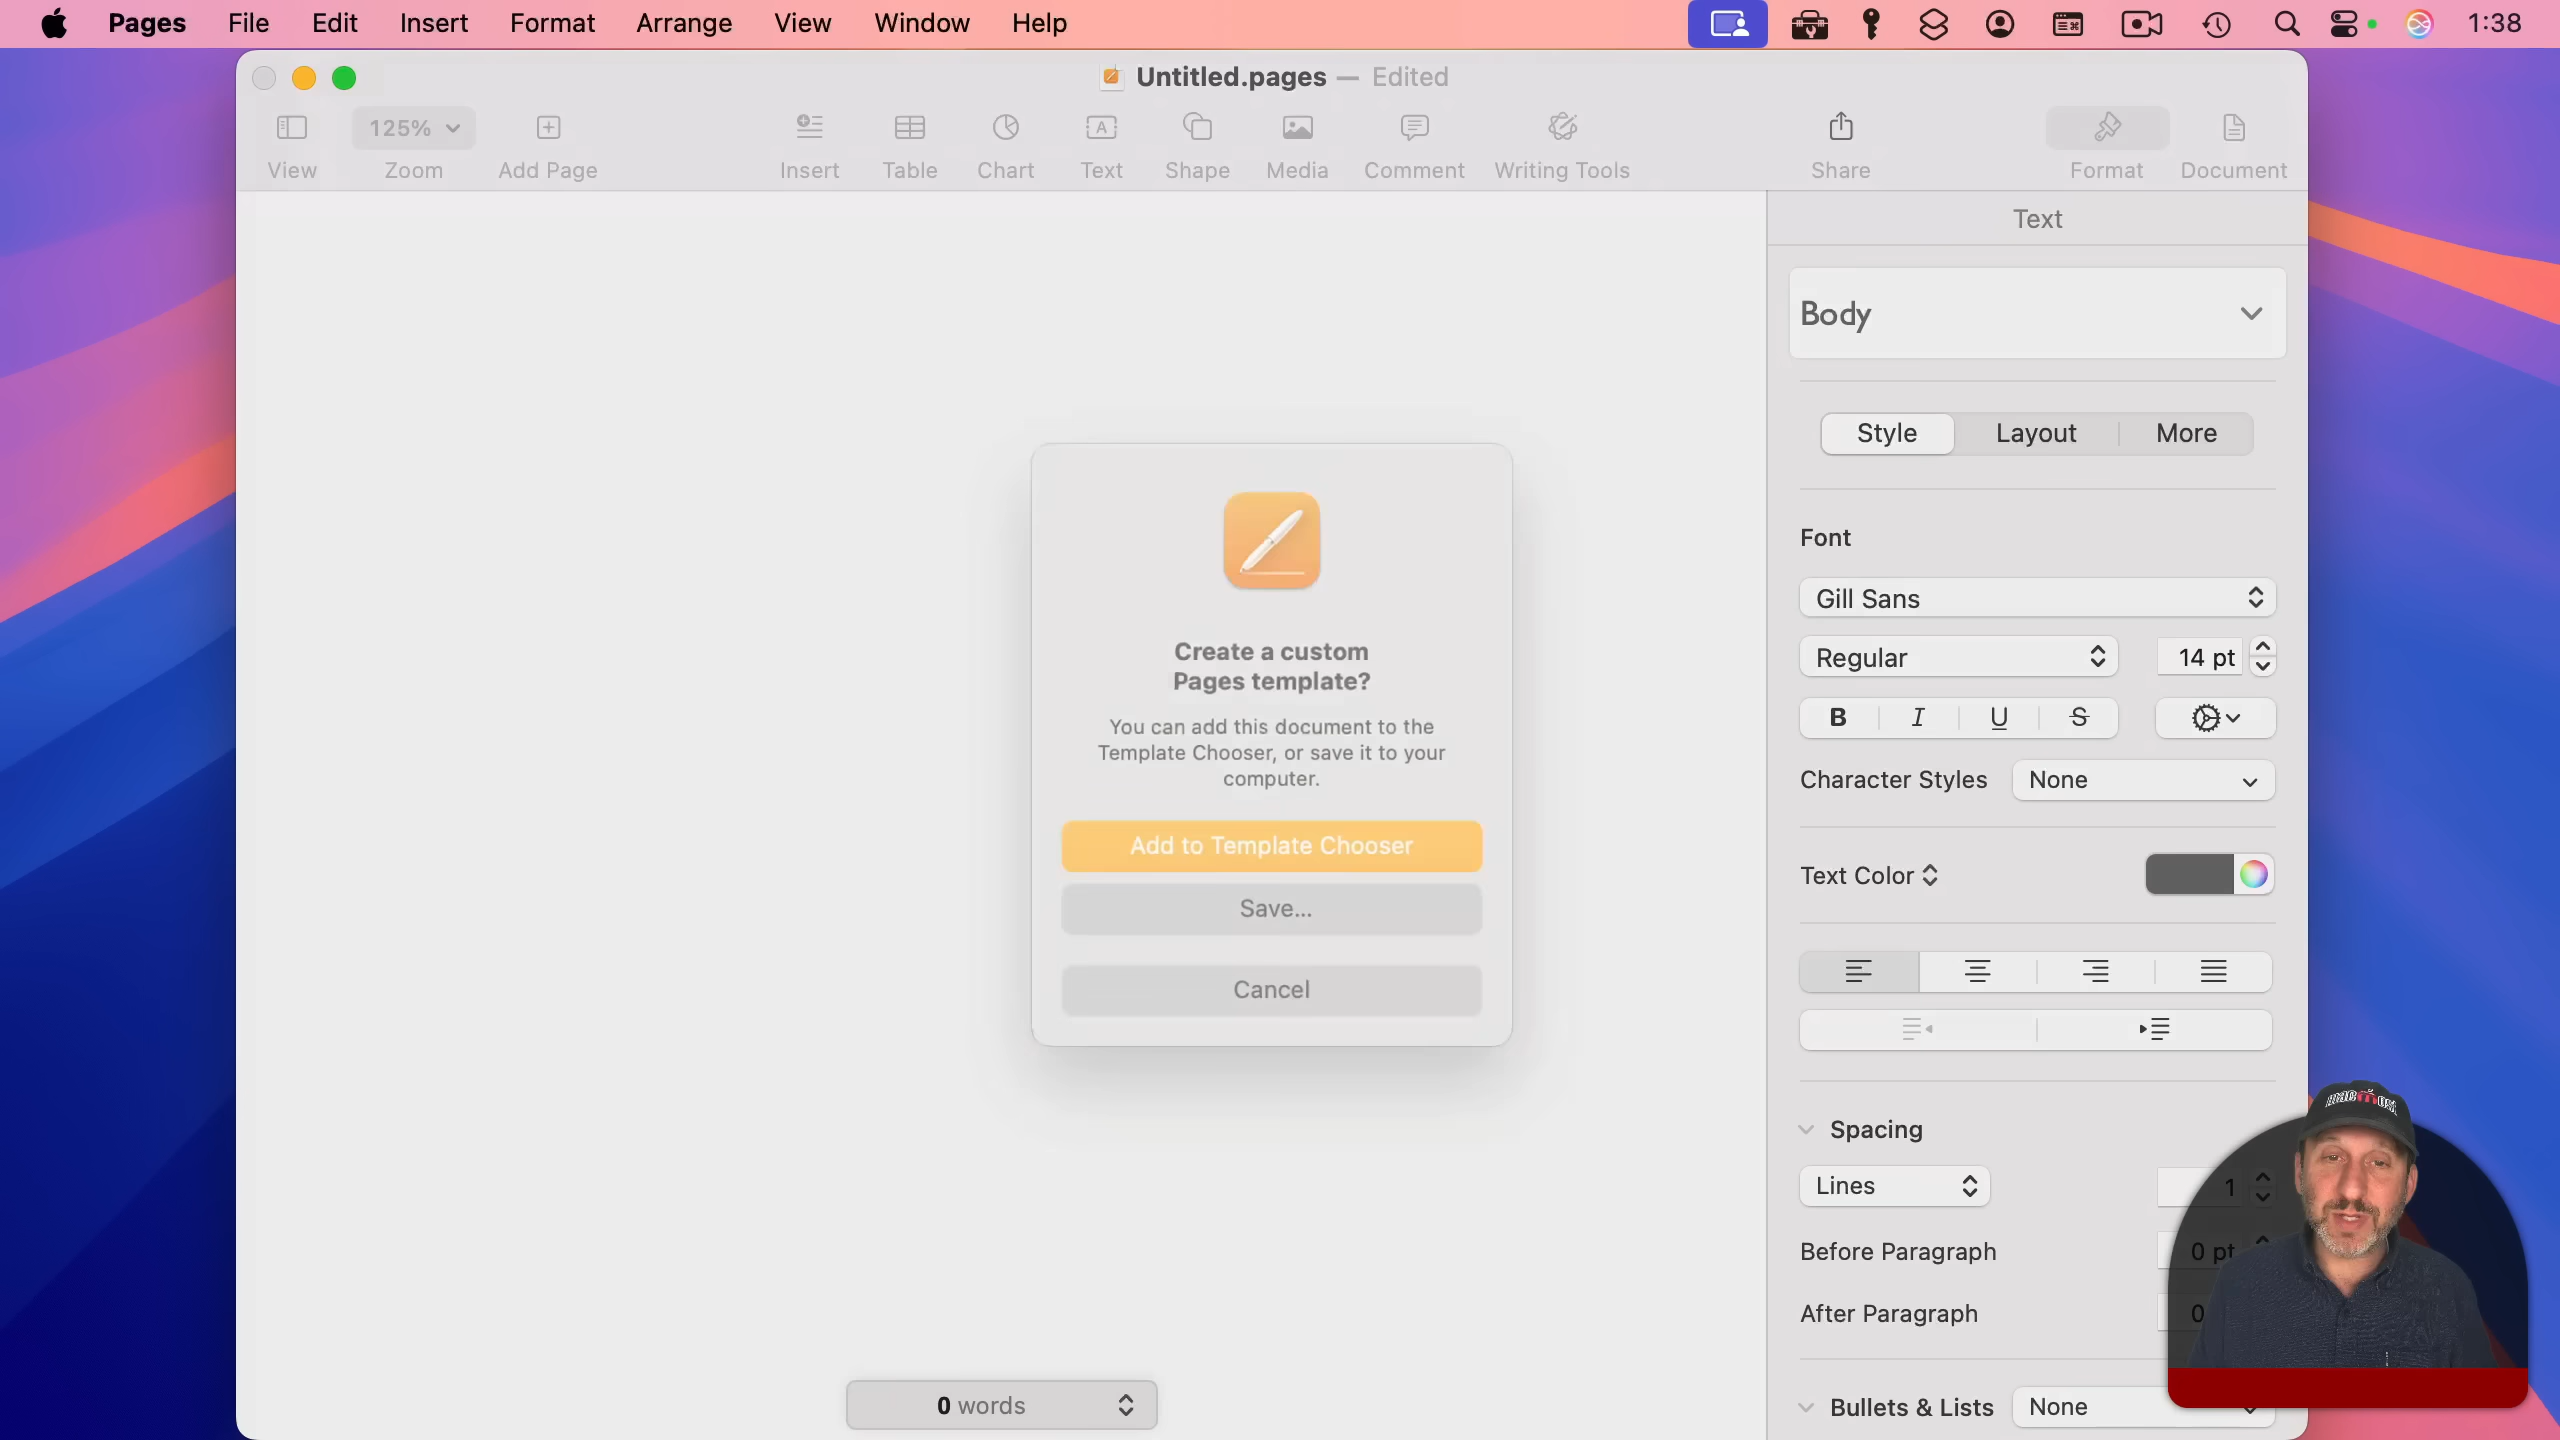 Pages File Edit Insert Format Arrange View Window Help 1:38
Untitled.pages — Edited
125%
View Zoom Add Page Insert Table Chart Text Shape Media Comment Writing Tools Share Format Document
Text
Body
Style Layout More
Font
Gill Sans
Regular 14 pt
B I U S
Character Styles None
Text Color
Spacing
Lines 1
Before Paragraph 0 pt
After Paragraph 0
Bullets & Lists None
Create a custom
Pages template?
You can add this document to the
Template Chooser, or save it to your
computer.
Add to Template Chooser
Save...
Cancel
0 words
macmost